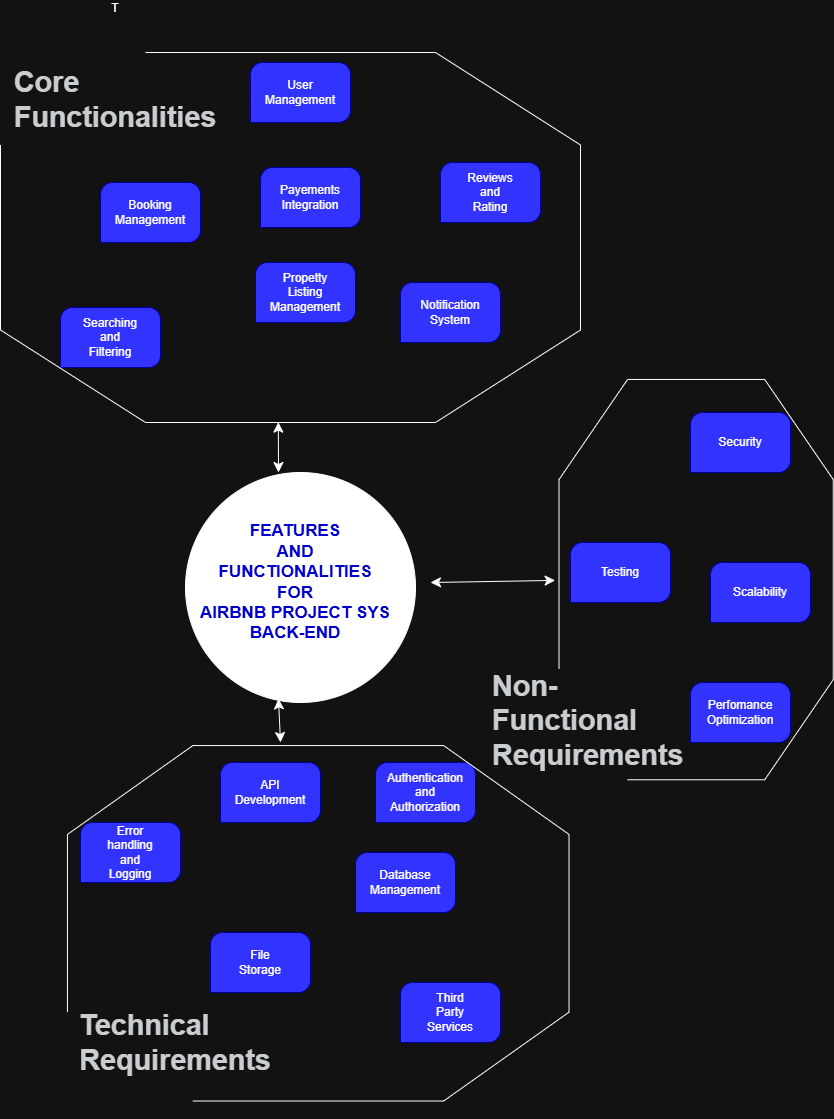 T
Core
Functionalities
User
Management
Booking
Management
Payements
Integration
Reviews
and
Rating
Searching
and
Filtering
Propetty
Listing
Management
Notification
System
FEATURES
AND
FUNCTIONALITIES
FOR
AIRBNB PROJECT SYS
BACK-END
Security
Testing
Scalability
Non-
Functional
Requirements
Perfomance
Optimization
API
Development
Authentication
and
Authorization
Error
handling
and
Logging
Database
Management
File
Storage
Third
Party
Services
Technical
Requirements